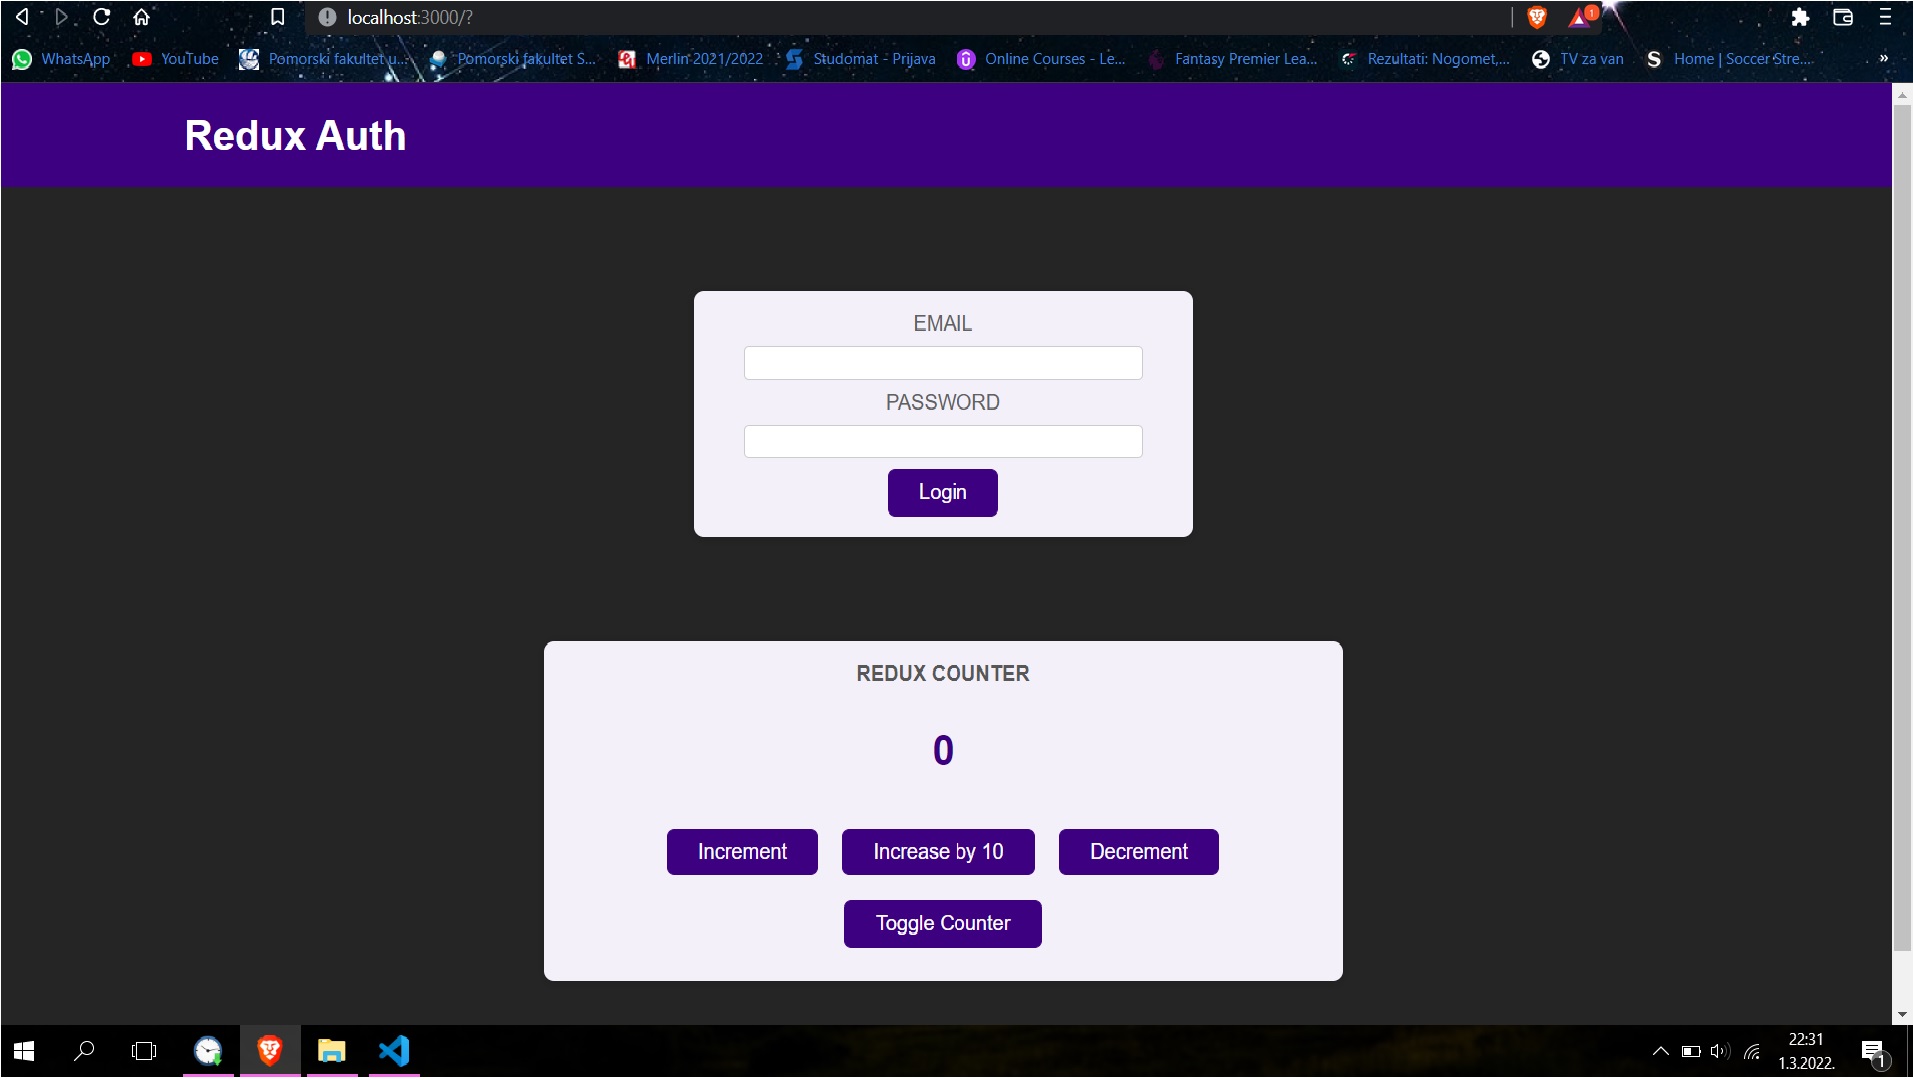 localhost:3000/?
1
WhatsApp YouTube Pomorski fakultet u... Pomorski fakultet S... Merlin 2021/2022 Studomat - Prijava Online Courses - Le... Fantasy Premier Lea... Rezultati: Nogomet,... TV za van Home | Soccer Stre... »
Redux Auth
EMAIL
PASSWORD
Login
REDUX COUNTER
0
Increment Increase by 10 Decrement
Toggle Counter
22:31
1.3.2022.
1